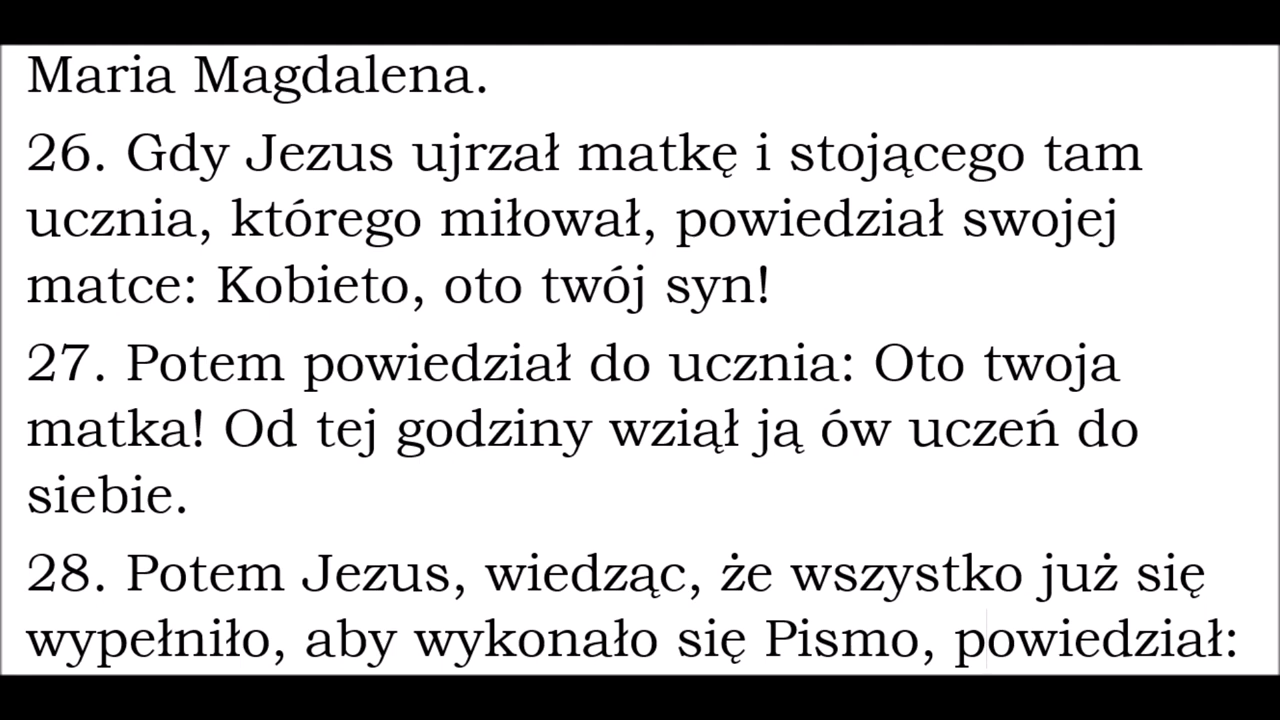 Maria Magdalena.
26. Gdy Jezus ujrzał matkę i stojącego tam
ucznia, którego miłował, powiedział swojej
matce: Kobieto, oto twój syn!
27. Potem powiedział do ucznia: Oto twoja
matka! Od tej godziny wziął ją ów uczeń do
siebie.
28. Potem Jezus, wiedząc, że wszystko już się
wypełniło, aby wykonało się Pismo, powiedział: